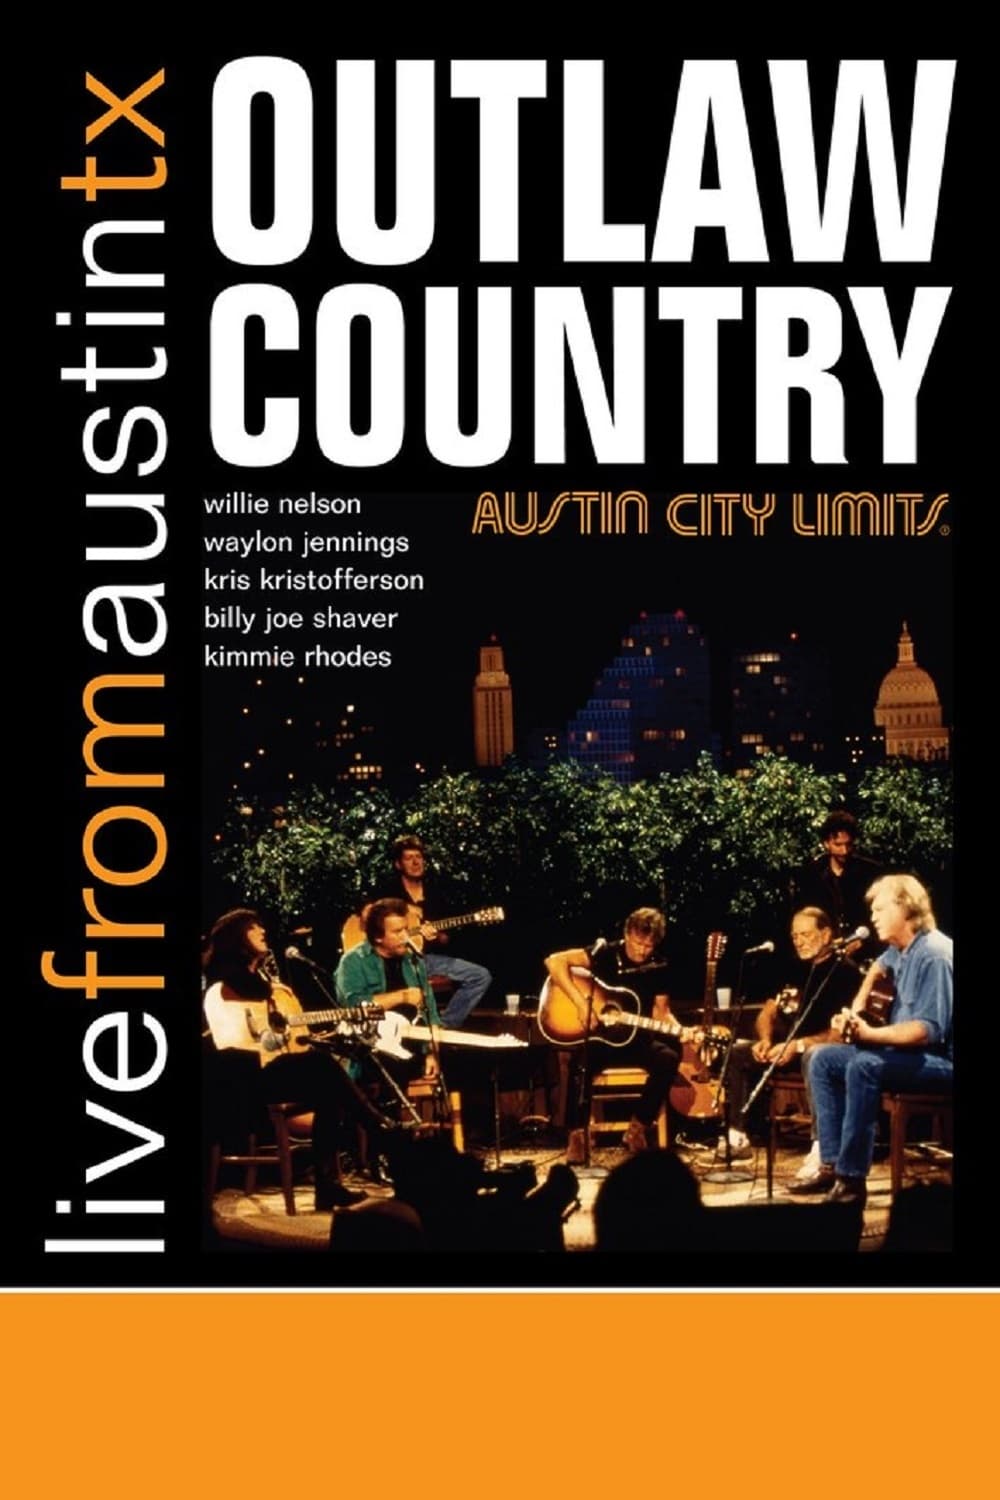 livefromaustintx
OUTLAW
COUNTRY
willie nelson
waylon jennings
kris kristofferson
billy joe shaver
kimmie rhodes
AUSTIN CITY LIMITS®